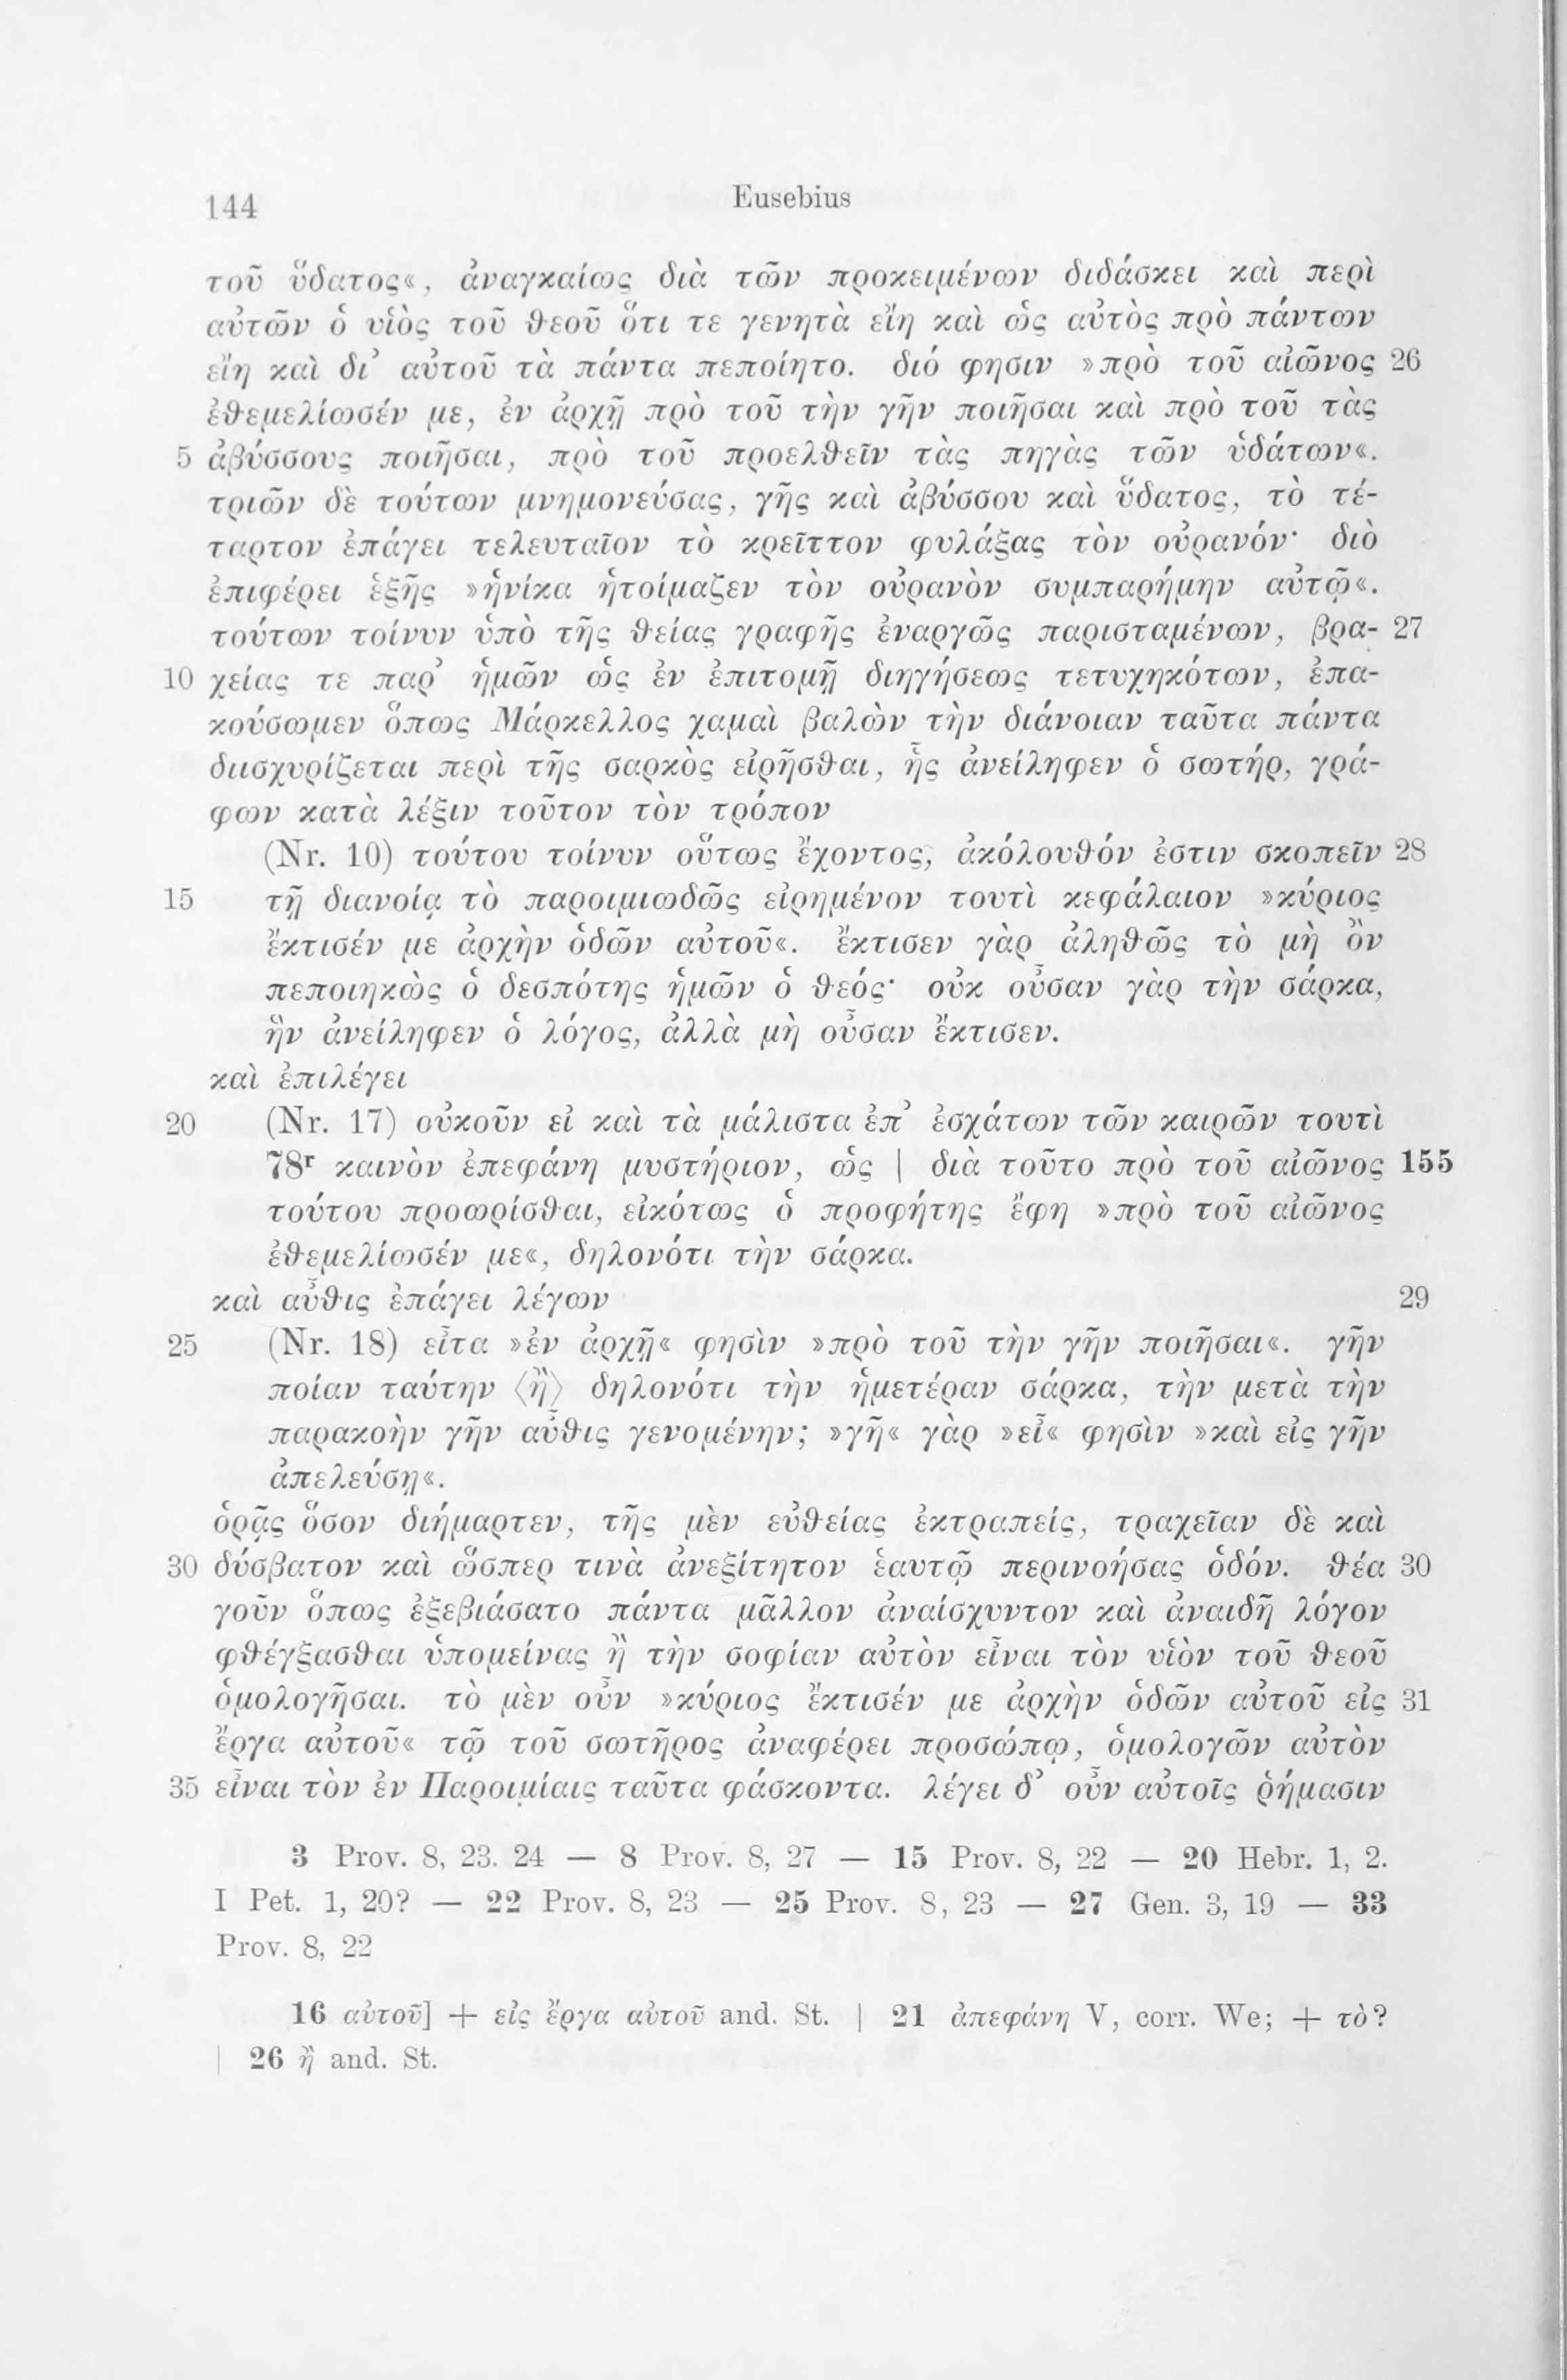 144
Eusebius
τοῦ ὕδατος«, ἀναγκαίως διὰ τῶν προκειμένων διδάσκει καὶ περὶ
αὐτῶν ὁ υἱὸς τοῦ θεοῦ ὅτι τε γενητὰ εἴη καὶ ὡς αὐτὸς πρὸ πάντων
εἴη καὶ δι᾽ αὐτοῦ τὰ πάντα πεποίητο. διό φησιν »πρὸ τοῦ αἰῶνος 26
ἐθεμελίωσέν με, ἐν ἀρχῇ πρὸ τοῦ τὴν γῆν ποιῆσαι καὶ πρὸ τοῦ τὰς
5 ἀβύσσους ποιῆσαι, πρὸ τοῦ προελθεῖν τὰς πηγὰς τῶν ὑδάτων«.
τριῶν δὲ τούτων μνημονεύσας, γῆς καὶ ἀβύσσου καὶ ὕδατος, τὸ τέ-
ταρτον ἐπάγει τελευταῖον τὸ κρεῖττον φυλάξας τὸν οὐρανόν· διὸ
ἐπιφέρει ἑξῆς »ἡνίκα ἡτοίμαζεν τὸν οὐρανὸν συμπαρήμην αὐτῷ«.
τούτων τοίνυν ὑπὸ τῆς θείας γραφῆς ἐναργῶς παρισταμένων, βρα- 27
10 χείας τε παρ᾽ ἡμῶν ὡς ἐν ἐπιτομῇ διηγήσεως τετυχηκότων, ἐπα-
κούσωμεν ὅπως Μάρκελλος χαμαὶ βαλὼν τὴν διάνοιαν ταῦτα πάντα
διισχυρίζεται περὶ τῆς σαρκὸς εἰρῆσθαι, ἧς ἀνείληφεν ὁ σωτήρ, γρά-
φων κατὰ λέξιν τοῦτον τὸν τρόπον
(Nr. 10) τούτου τοίνυν οὕτως ἔχοντος, ἀκόλουθόν ἐστιν σκοπεῖν 28
15 τῇ διανοίᾳ τὸ παροιμιωδῶς εἰρημένον τουτὶ κεφάλαιον »κύριος
ἔκτισέν με ἀρχὴν ὁδῶν αὐτοῦ«. ἔκτισεν γὰρ ἀληθῶς τὸ μὴ ὂν
πεποιηκὼς ὁ δεσπότης ἡμῶν ὁ θεός· οὐκ οὖσαν γὰρ τὴν σάρκα,
ἣν ἀνείληφεν ὁ λόγος, ἀλλὰ μὴ οὖσαν ἔκτισεν.
καὶ ἐπιλέγει
20 (Nr. 17) οὐκοῦν εἰ καὶ τὰ μάλιστα ἐπ᾽ ἐσχάτων τῶν καιρῶν τουτὶ
78r καινὸν ἐπεφάνη μυστήριον, ὡς | διὰ τοῦτο πρὸ τοῦ αἰῶνος 155
τούτου προωρίσθαι, εἰκότως ὁ προφήτης ἔφη »πρὸ τοῦ αἰῶνος
ἐθεμελίωσέν με«, δηλονότι τὴν σάρκα.
καὶ αὖθις ἐπάγει λέγων 29
25 (Nr. 18) εἶτα »ἐν ἀρχῇ« φησὶν »πρὸ τοῦ τὴν γῆν ποιῆσαι«. γῆν
ποίαν ταύτην ⟨ἢ⟩ δηλονότι τὴν ἡμετέραν σάρκα, τὴν μετὰ τὴν
παρακοὴν γῆν αὖθις γενομένην; »γῆ« γὰρ »εἶ« φησὶν »καὶ εἰς γῆν
ἀπελεύσῃ«.
ὁρᾷς ὅσον διήμαρτεν, τῆς μὲν εὐθείας ἐκτραπείς, τραχεῖαν δὲ καὶ
30 δύσβατον καὶ ὥσπερ τινὰ ἀνεξίτητον ἑαυτῷ περινοήσας ὁδόν. θέα 30
γοῦν ὅπως ἐξεβιάσατο πάντα μᾶλλον ἀναίσχυντον καὶ ἀναιδῆ λόγον
φθέγξασθαι ὑπομείνας ἢ τὴν σοφίαν αὐτὸν εἶναι τὸν υἱὸν τοῦ θεοῦ
ὁμολογῆσαι. τὸ μὲν οὖν »κύριος ἔκτισέν με ἀρχὴν ὁδῶν αὐτοῦ εἰς 31
ἔργα αὐτοῦ« τῷ τοῦ σωτῆρος ἀναφέρει προσώπῳ, ὁμολογῶν αὐτὸν
35 εἶναι τὸν ἐν Παροιμίαις ταῦτα φάσκοντα. λέγει δ᾽ οὖν αὐτοῖς ῥήμασιν
3 Prov. 8, 23. 24 — 8 Prov. 8, 27 — 15 Prov. 8, 22 — 20 Hebr. 1, 2.
I Pet. 1, 20? — 22 Prov. 8, 23 — 25 Prov. 8, 23 — 27 Gen. 3, 19 — 33
Prov. 8, 22
16 αὐτοῦ] + εἰς ἔργα αὐτοῦ and. St. | 21 ἀπεφάνη V, corr. We; + τὸ?
| 26 ἢ and. St.